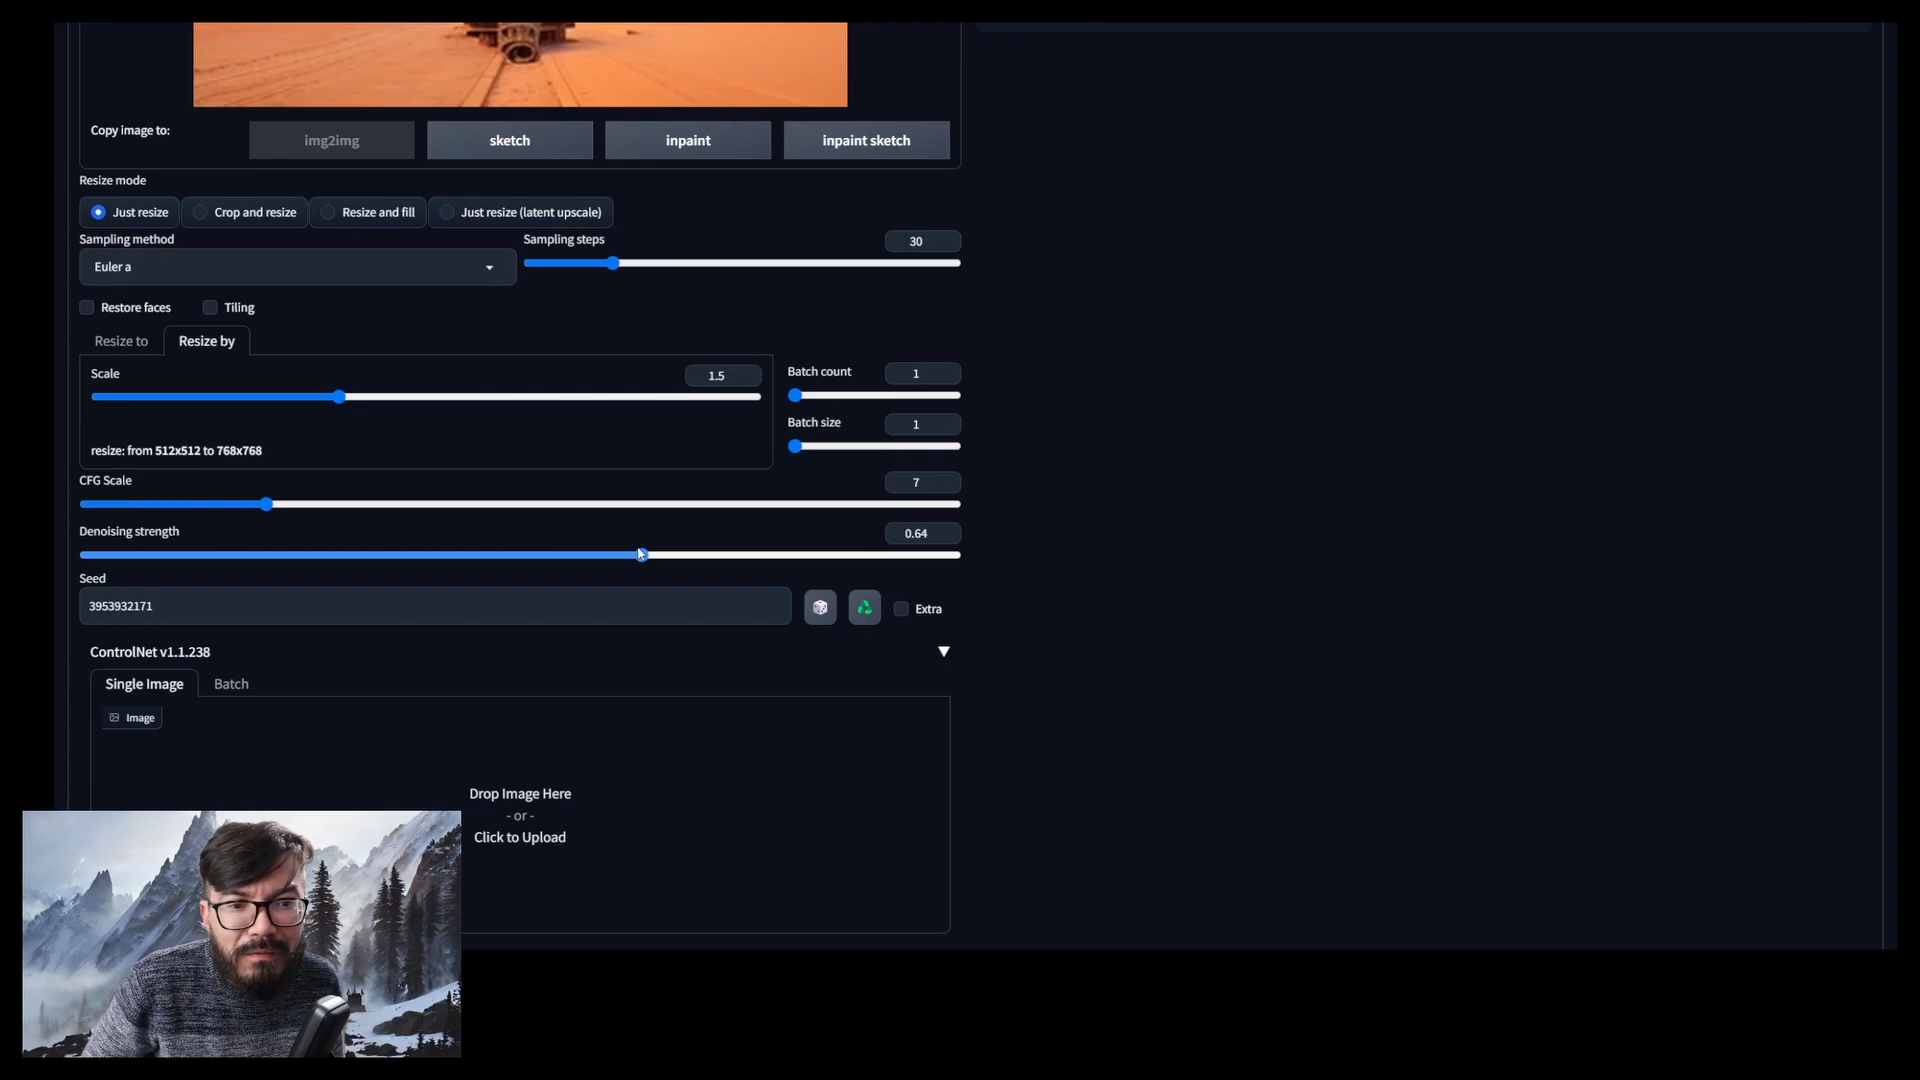 Copy image to:
img2img
sketch
inpaint
inpaint sketch
Resize mode
Just resize
Crop and resize
Resize and fill
Just resize (latent upscale)
Sampling method
Sampling steps
30
Euler a
Restore faces
Tiling
Resize to
Resize by
Scale
1.5
Batch count
1
Batch size
1
resize: from 512x512 to 768x768
CFG Scale
7
Denoising strength
0.64
Seed
3953932171
Extra
ControlNet v1.1.238
Single Image
Batch
Image
Drop Image Here
- or -
Click to Upload